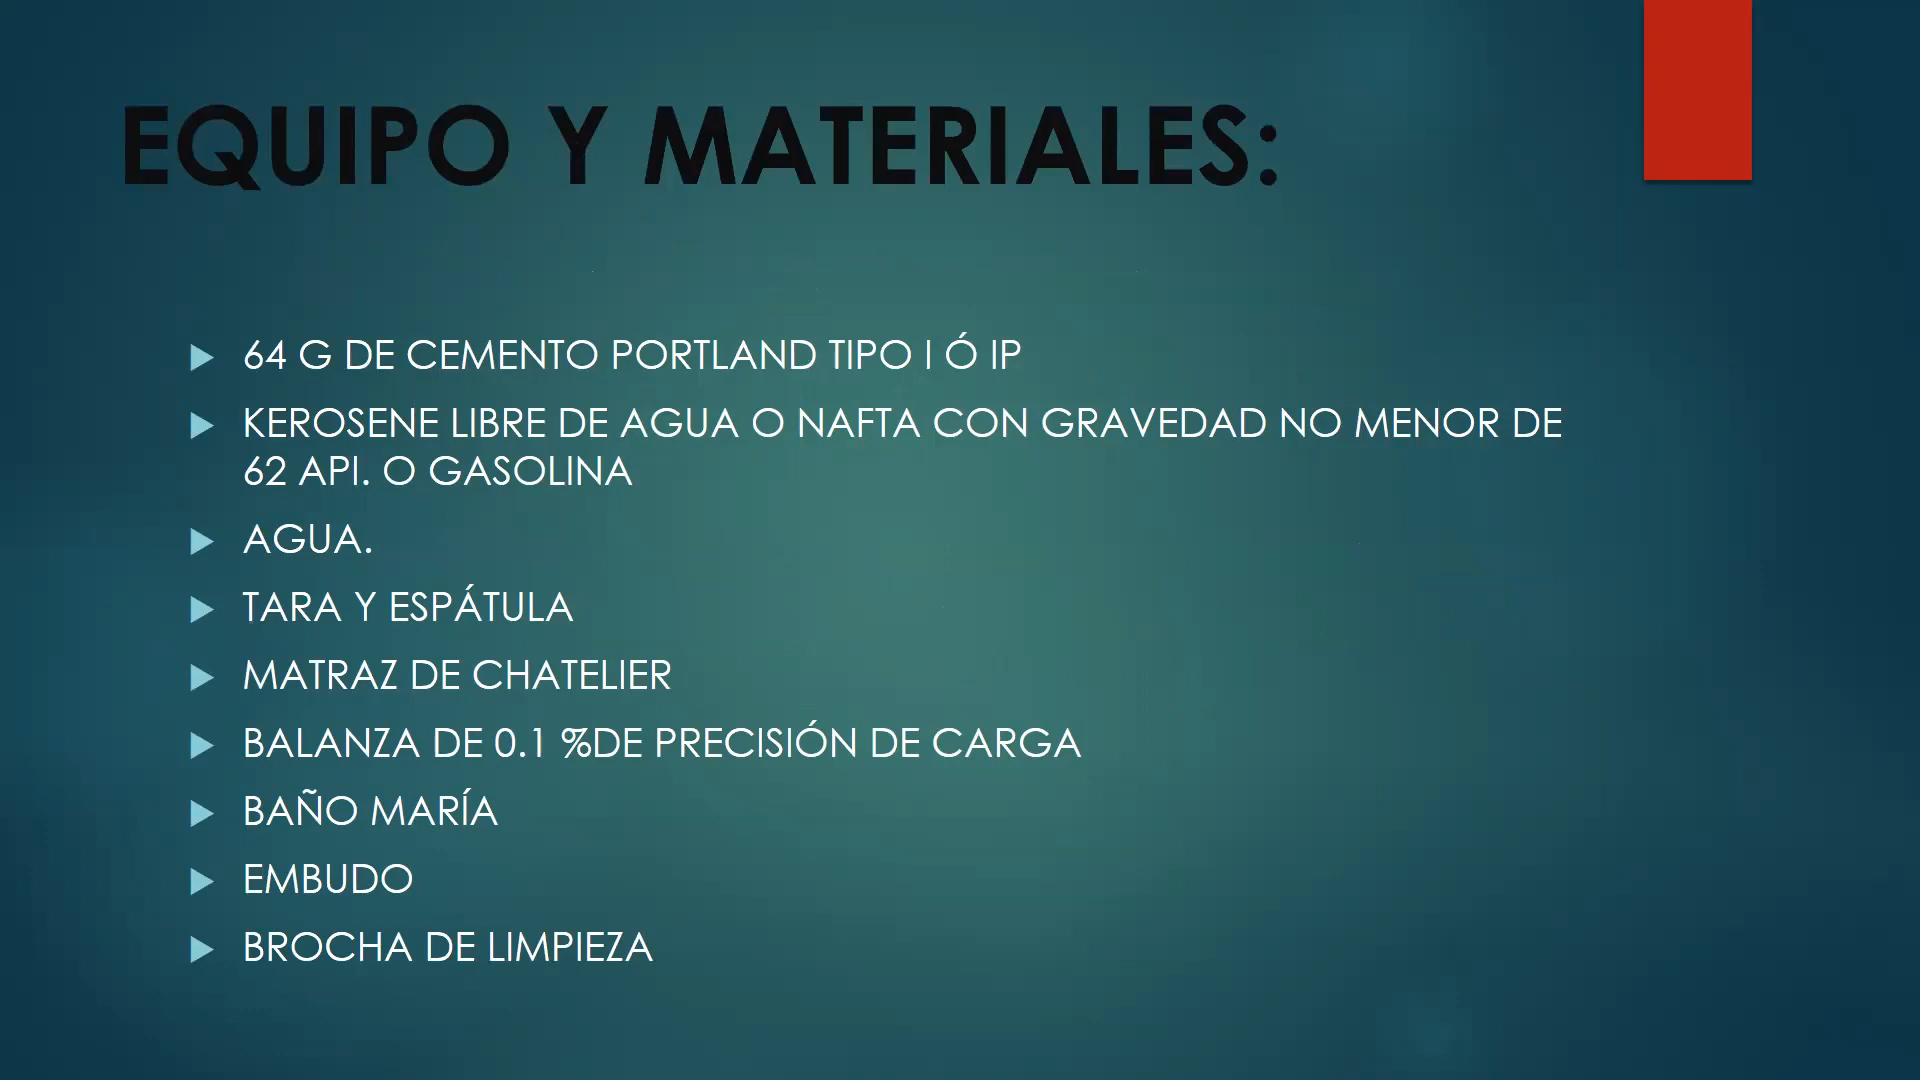 EQUIPO Y MATERIALES:
64 G DE CEMENTO PORTLAND TIPO I Ó IP
KEROSENE LIBRE DE AGUA O NAFTA CON GRAVEDAD NO MENOR DE
62 API. O GASOLINA
AGUA.
TARA Y ESPÁTULA
MATRAZ DE CHATELIER
BALANZA DE 0.1 %DE PRECISIÓN DE CARGA
BAÑO MARÍA
EMBUDO
BROCHA DE LIMPIEZA